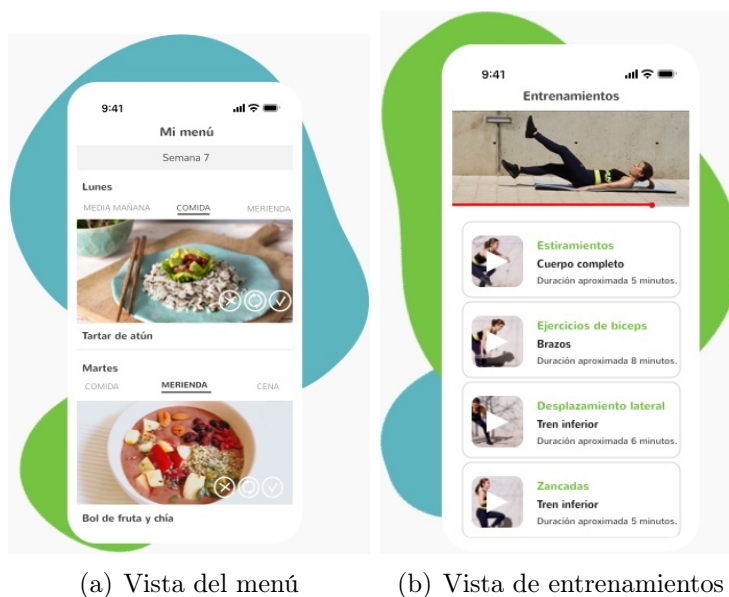 9:41
Mi menú
Semana 7
Lunes
MEDIA MAÑANA COMIDA MERIENDA
Tartar de atún
Martes
COMIDA MERIENDA CENA
Bol de fruta y chía
(a) Vista del menú
9:41
Entrenamientos
Estiramientos
Cuerpo completo
Duración aproximada 5 minutos.
Ejercicios de biceps
Brazos
Duración aproximada 8 minutos.
Desplazamiento lateral
Tren inferior
Duración aproximada 6 minutos.
Zancadas
Tren inferior
Duración aproximada 5 minutos.
(b) Vista de entrenamientos